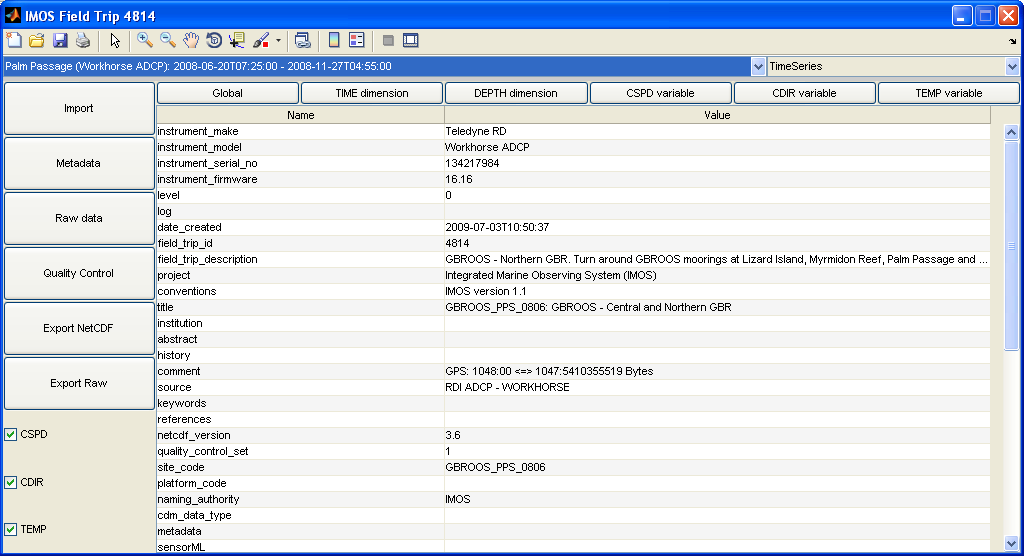 IMOS Field Trip 4814
Palm Passage (Workhorse ADCP): 2008-06-20T07:25:00 - 2008-11-27T04:55:00 TimeSeries
Import
Metadata
Raw data
Quality Control
Export NetCDF
Export Raw
CSPD
CDIR
TEMP
Global TIME dimension DEPTH dimension CSPD variable CDIR variable TEMP variable
Name Value
instrument_make Teledyne RD
instrument_model Workhorse ADCP
instrument_serial_no 134217984
instrument_firmware 16.16
level 0
log
date_created 2009-07-03T10:50:37
field_trip_id 4814
field_trip_description GBROOS - Northern GBR. Turn around GBROOS moorings at Lizard Island, Myrmidon Reef, Palm Passage and ...
project Integrated Marine Observing System (IMOS)
conventions IMOS version 1.1
title GBROOS_PPS_0806: GBROOS - Central and Northern GBR
institution
abstract
history
comment GPS: 1048:00 <=> 1047:5410355519 Bytes
source RDI ADCP - WORKHORSE
keywords
references
netcdf_version 3.6
quality_control_set 1
site_code GBROOS_PPS_0806
platform_code
naming_authority IMOS
cdm_data_type
metadata
sensorML